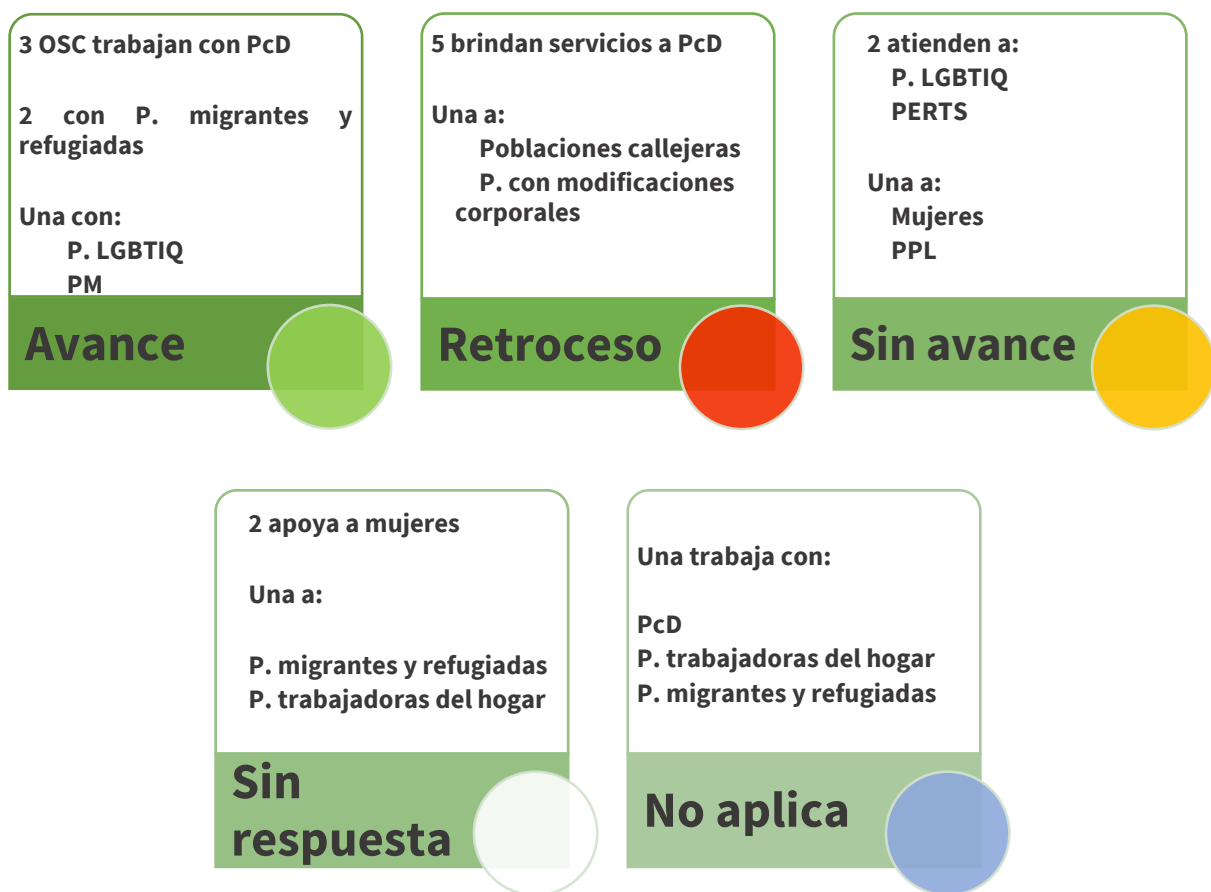 3 OSC trabajan con PcD
2 con P. migrantes y
refugiadas
Una con:
P. LGBTIQ
PM
Avance
5 brindan servicios a PcD
Una a:
Poblaciones callejeras
P. con modificaciones
corporales
Retroceso
2 atienden a:
P. LGBTIQ
PERTS
Una a:
Mujeres
PPL
Sin avance
2 apoya a mujeres
Una a:
P. migrantes y refugiadas
P. trabajadoras del hogar
Sin
respuesta
Una trabaja con:
PcD
P. trabajadoras del hogar
P. migrantes y refugiadas
No aplica